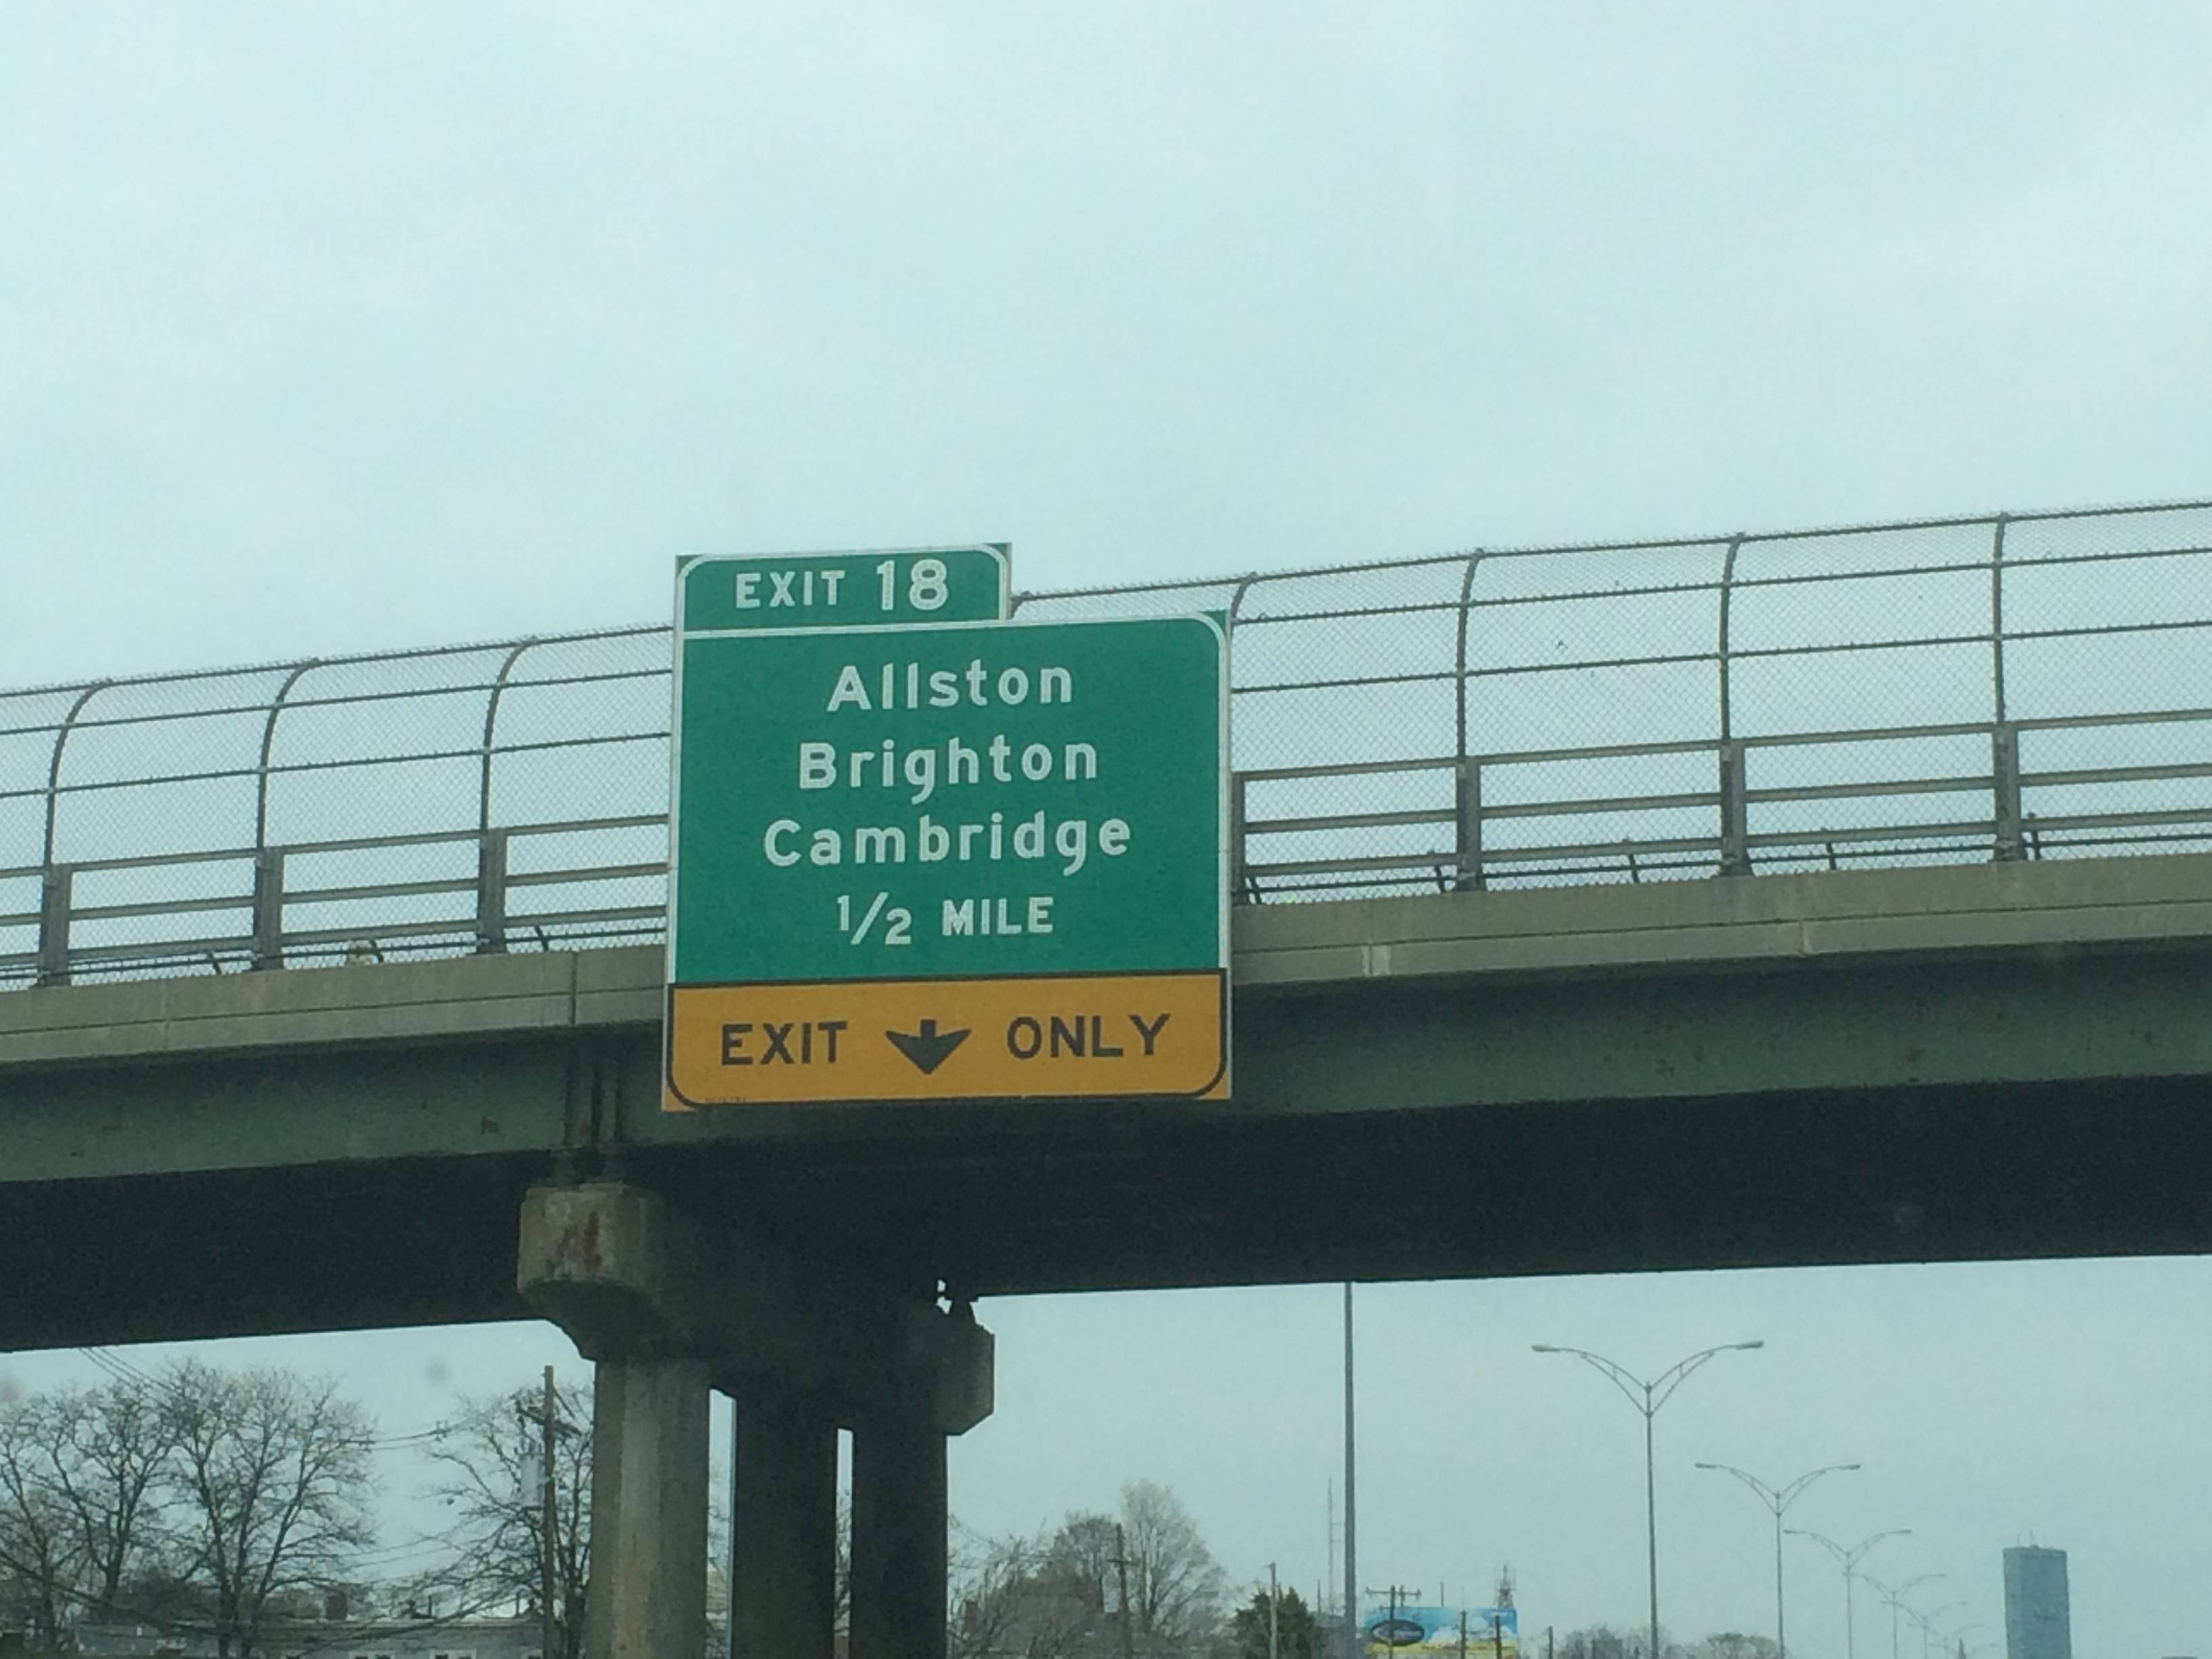 EXIT 18
Allston
Brighton
Cambridge
1/2 MILE
EXIT ONLY